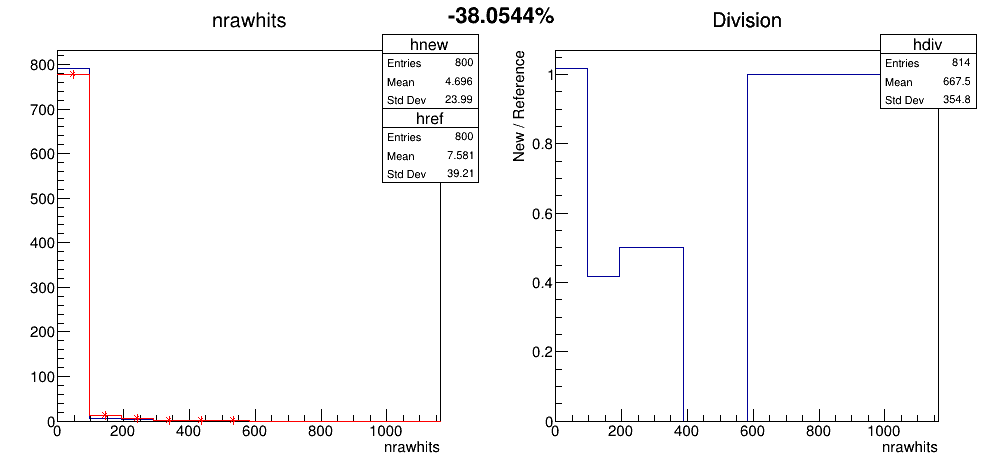 -38.0544%
nrawhits
hnew
Entries 800
Mean 4.696
Std Dev 23.99
href
Entries 800
Mean 7.581
Std Dev 39.21
800
700
600
500
400
300
200
100
0
0 200 400 600 800 1000
nrawhits
Division
hdiv
Entries 814
Mean 667.5
Std Dev 354.8
New / Reference
1
0.8
0.6
0.4
0.2
0
0 200 400 600 800 1000
nrawhits